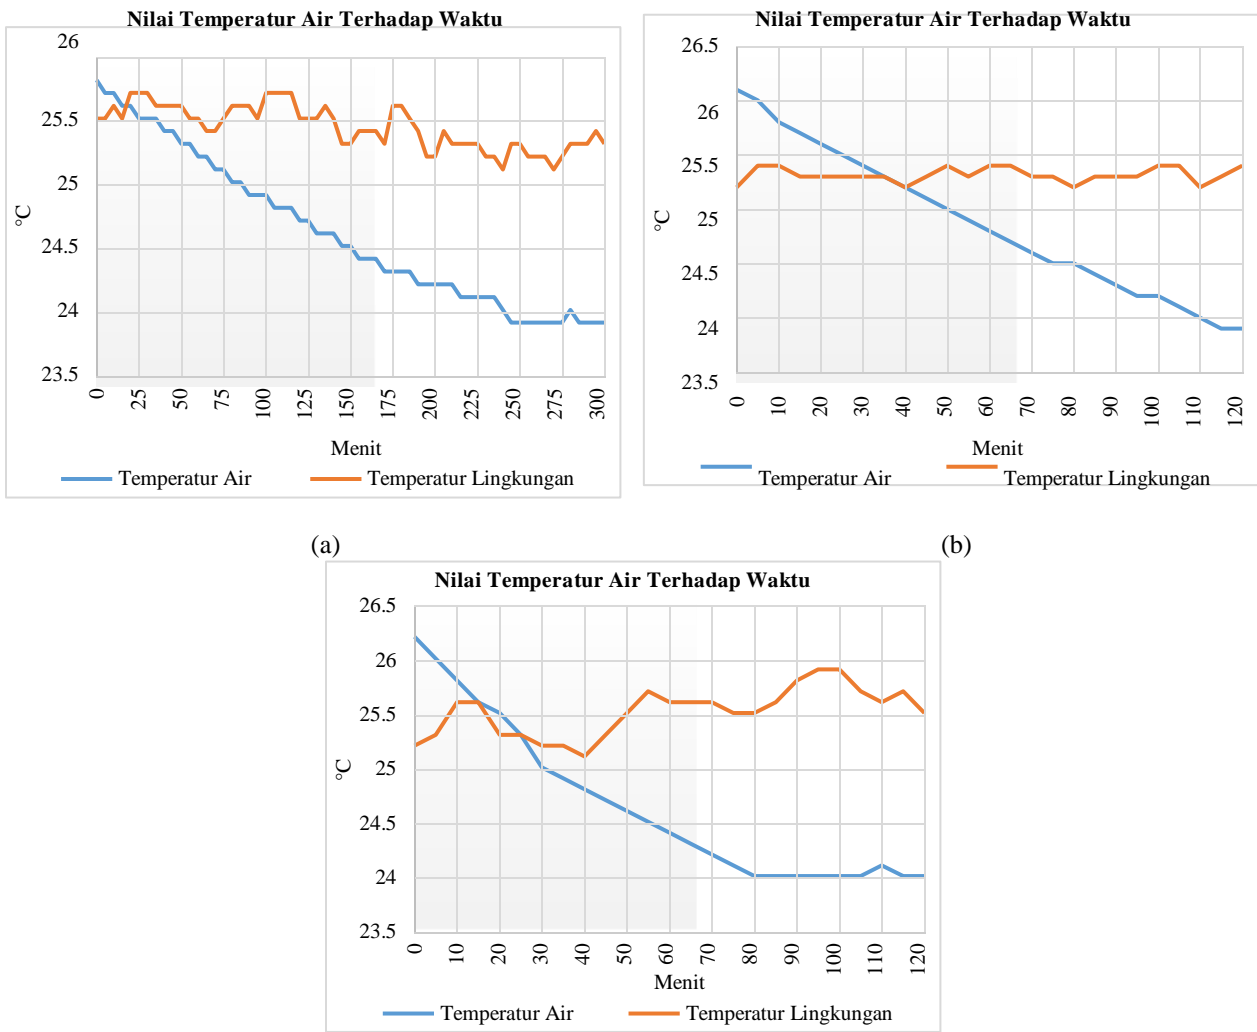 Nilai Temperatur Air Terhadap Waktu
26
25.5
25
24.5
24
23.5
°C
0 25 50 75 100 125 150 175 200 225 250 275 300
Menit
Temperatur Air Temperatur Lingkungan
(a)
Nilai Temperatur Air Terhadap Waktu
26.5
26
25.5
25
24.5
24
23.5
°C
0 10 20 30 40 50 60 70 80 90 100 110 120
Menit
Temperatur Air Temperatur Lingkungan
(b)
Nilai Temperatur Air Terhadap Waktu
26.5
26
25.5
25
24.5
24
23.5
°C
0 10 20 30 40 50 60 70 80 90 100 110 120
Menit
Temperatur Air Temperatur Lingkungan